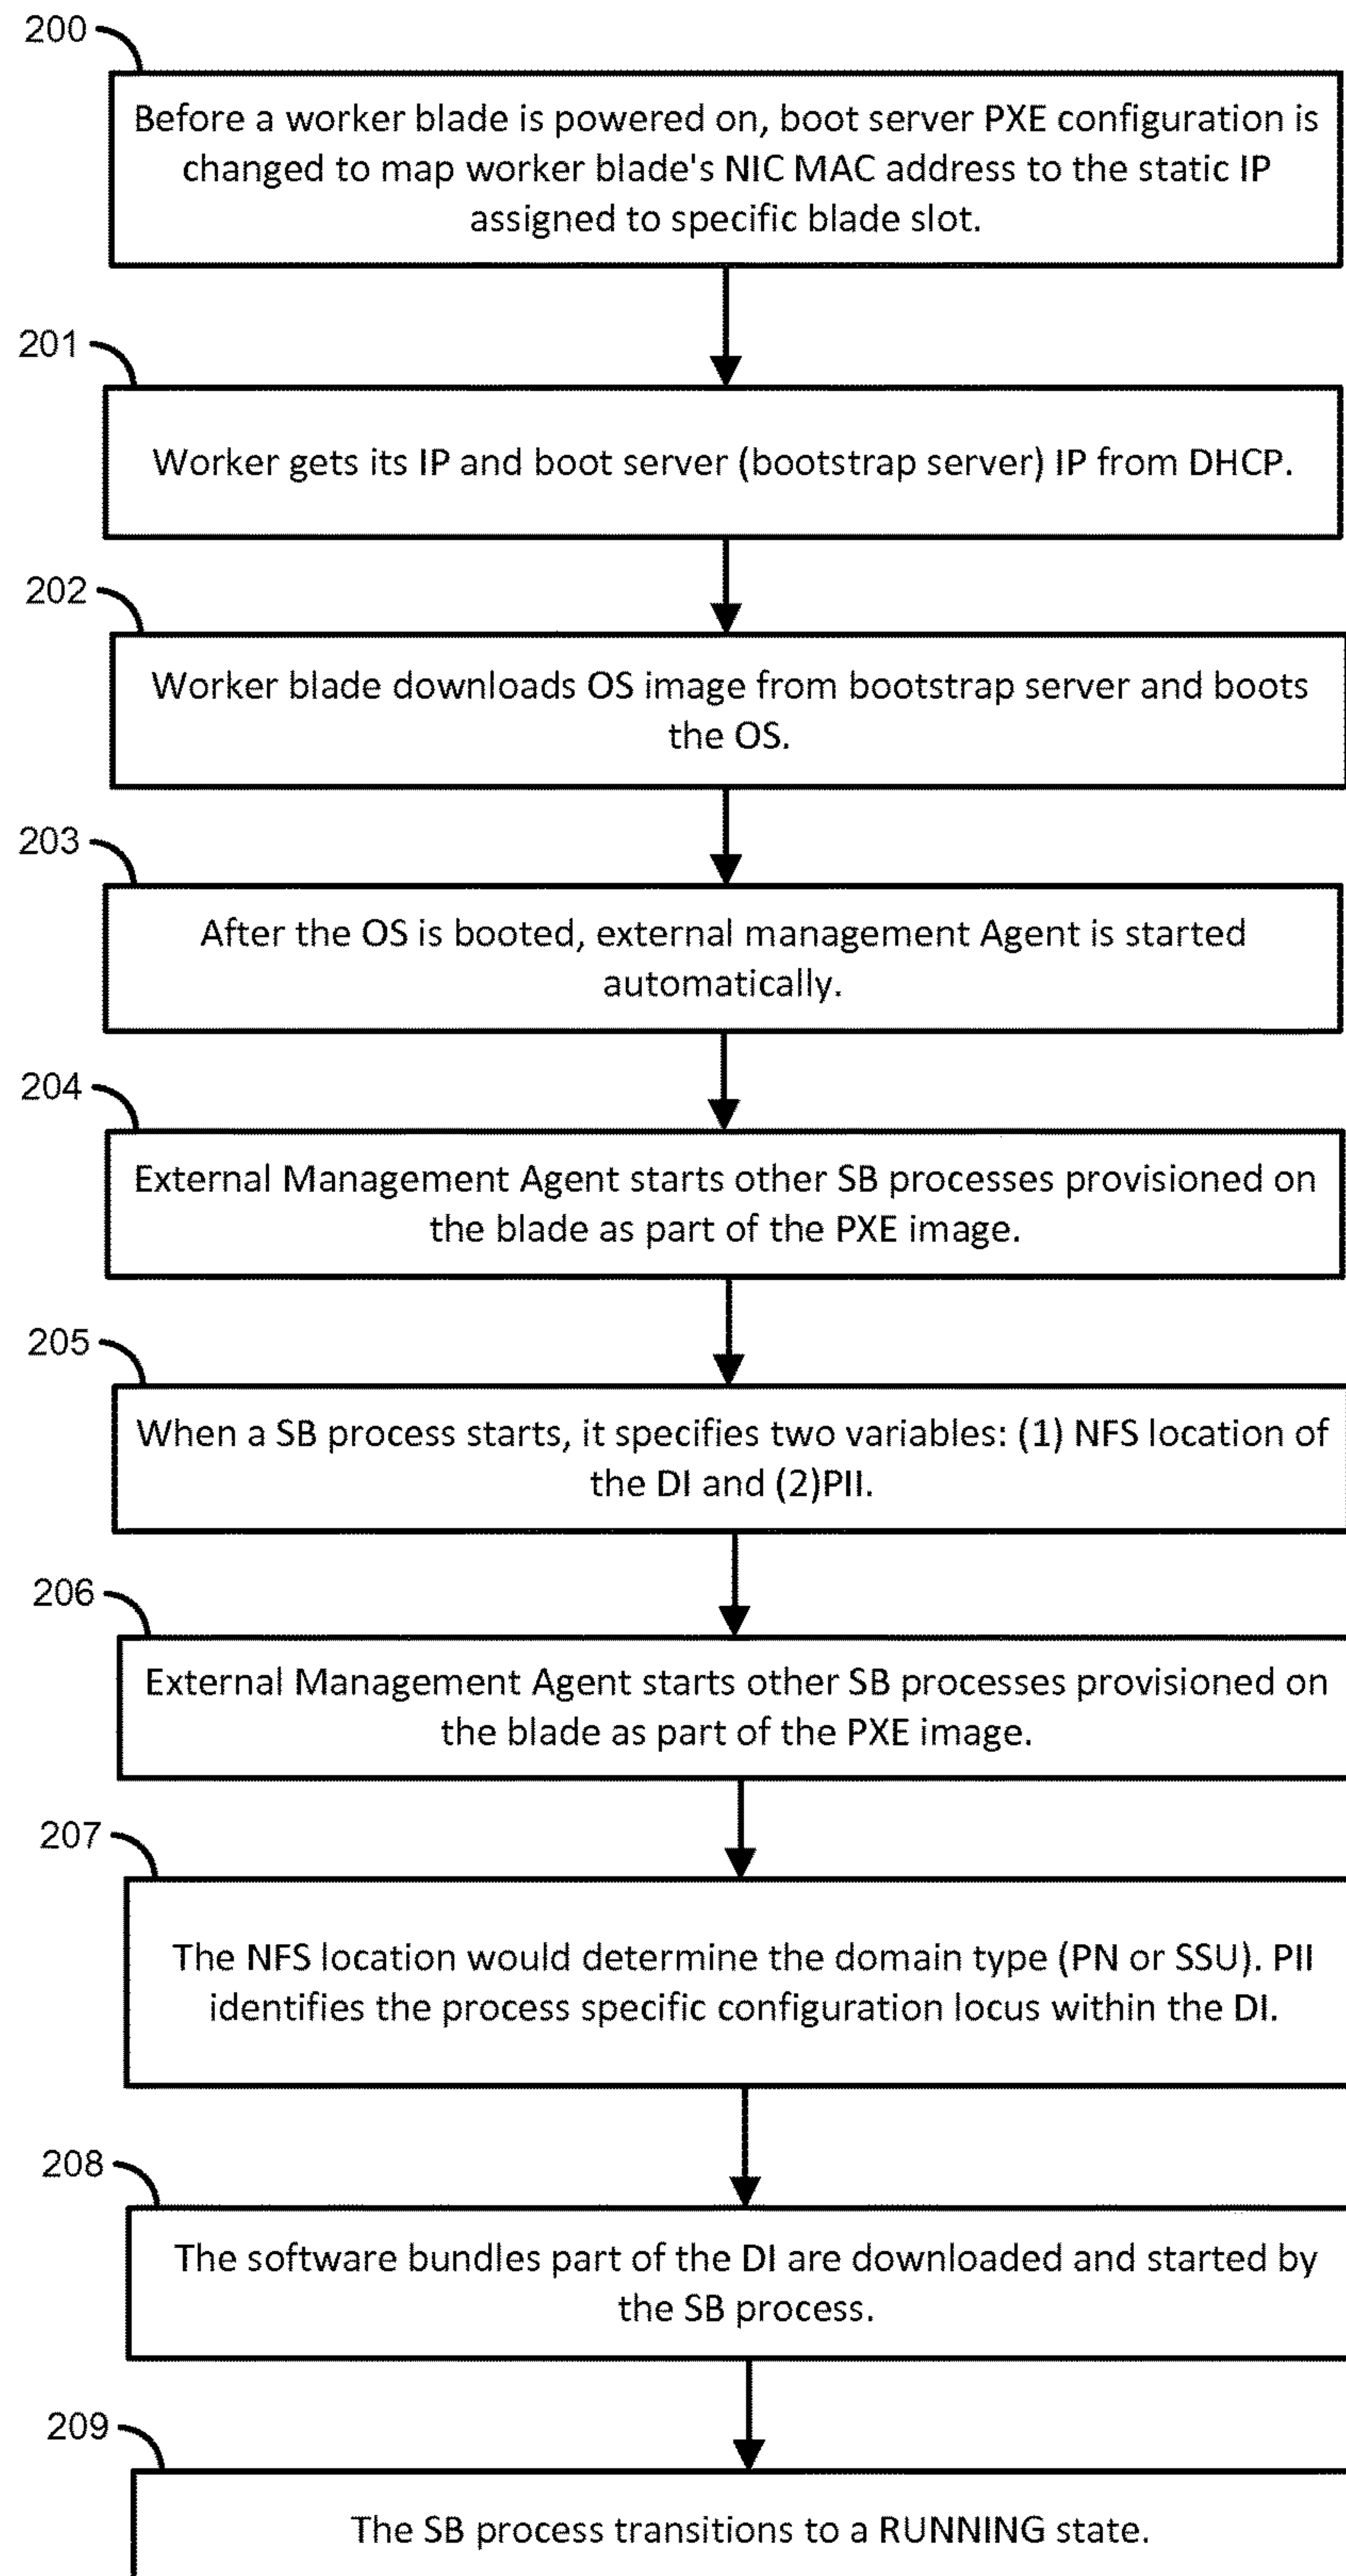 200
Before a worker blade is powered on, boot server PXE configuration is
changed to map worker blade's NIC MAC address to the static IP
assigned to specific blade slot.
201
Worker gets its IP and boot server (bootstrap server) IP from DHCP.
202
Worker blade downloads OS image from bootstrap server and boots
the OS.
203
After the OS is booted, external management Agent is started
automatically.
204
External Management Agent starts other SB processes provisioned on
the blade as part of the PXE image.
205
When a SB process starts, it specifies two variables: (1) NFS location of
the DI and (2)PII.
206
External Management Agent starts other SB processes provisioned on
the blade as part of the PXE image.
207
The NFS location would determine the domain type (PN or SSU). PII
identifies the process specific configuration locus within the DI.
208
The software bundles part of the DI are downloaded and started by
the SB process.
209
The SB process transitions to a RUNNING state.